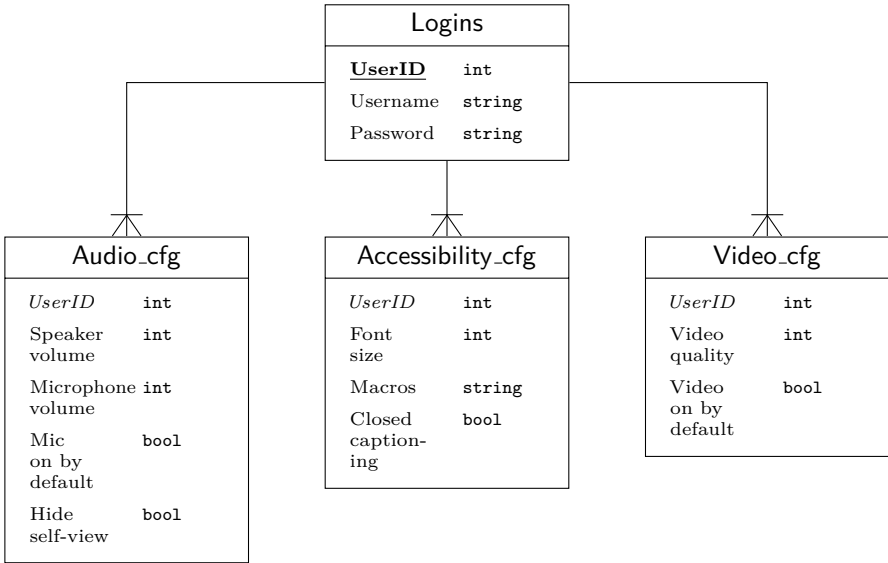 Logins
UserID int
Username string
Password string
Audio_cfg
UserID int
Speaker int
volume
Microphone int
volume
Mic bool
on by
default
Hide bool
self-view
Accessibility_cfg
UserID int
Font int
size
Macros string
Closed bool
caption-
ing
Video_cfg
UserID int
Video int
quality
Video bool
on by
default